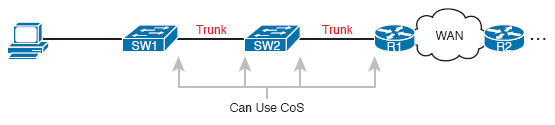 Trunk
Trunk
WAN
SW1
SW2
R1
R2
...
Can Use CoS